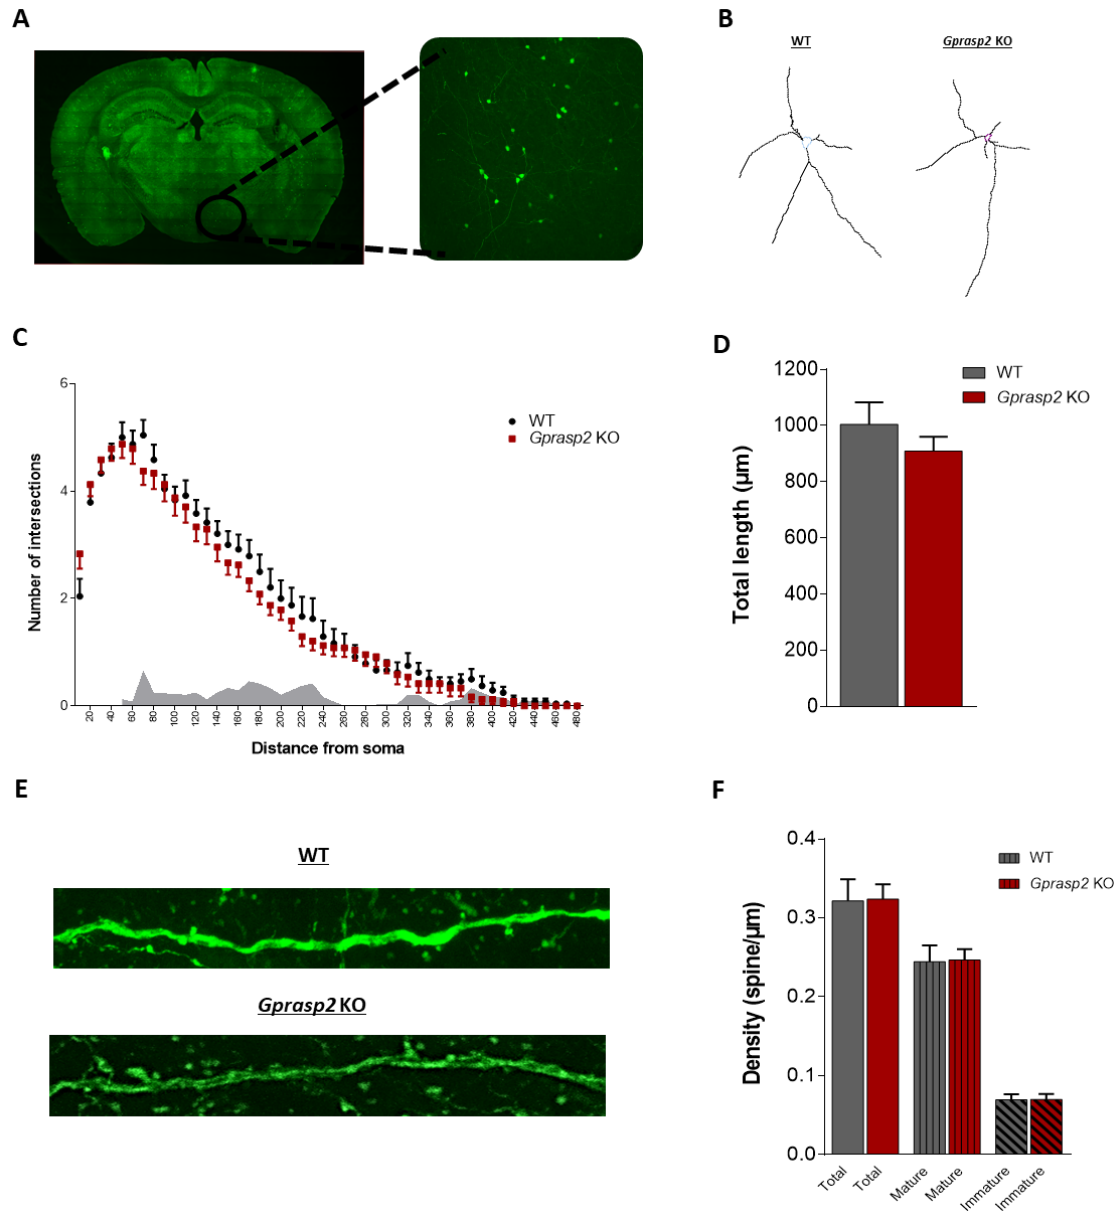 A
B
WT
Gprasp2 KO
C
6
4
2
0
Number of intersections
WT
Gprasp2 KO
20
40
60
80
100
120
140
160
180
200
220
240
260
280
300
320
340
360
380
400
420
440
460
480
Distance from soma
D
1200
1000
800
600
400
200
0
Total length (µm)
WT
Gprasp2 KO
E
WT
Gprasp2 KO
F
0.4
0.3
0.2
0.1
0.0
Density (spine/µm)
WT
Gprasp2 KO
Total
Total
Mature
Mature
Immature
Immature